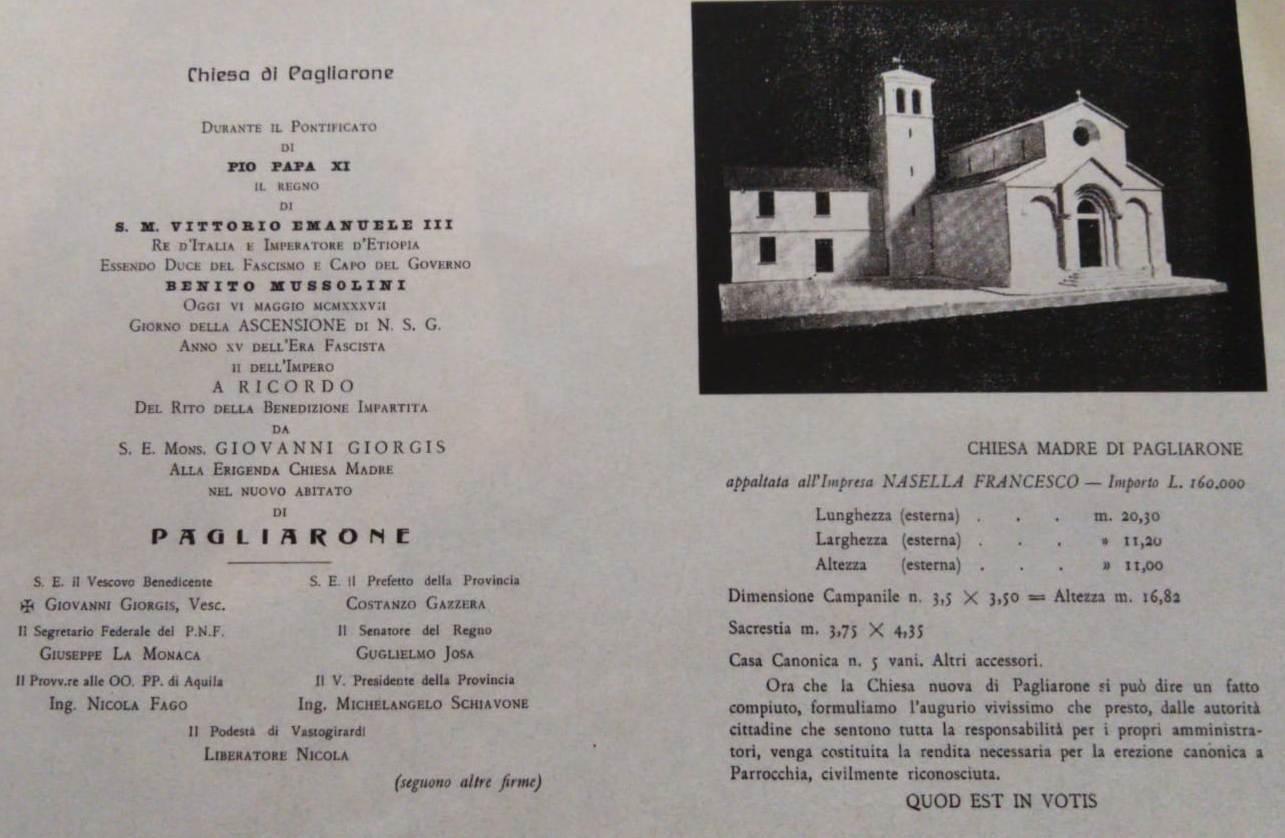 Chiesa di Pagliarone
DURANTE IL PONTIFICATO
DI
PIO PAPA XI
IL REGNO
DI
S. M. VITTORIO EMANUELE III
RE D'ITALIA E IMPERATORE D'ETIOPIA
ESSENDO DUCE DEL FASCISMO E CAPO DEL GOVERNO
BENITO MUSSOLINI
OGGI VI MAGGIO MCMXXXVII
GIORNO DELLA ASCENSIONE DI N. S. G.
ANNO XV DELL'ERA FASCISTA
II DELL'IMPERO
A RICORDO
DEL RITO DELLA BENEDIZIONE IMPARTITA
DA
S. E. MONS. GIOVANNI GIORGIS
ALLA ERIGENDA CHIESA MADRE
NEL NUOVO ABITATO
DI
PAGLIARONE
S. E. il Vescovo Benedicente
✠ GIOVANNI GIORGIS, Vesc.
Il Segretario Federale del P.N.F.
GIUSEPPE LA MONACA
Il Provv.re alle OO. PP. di Aquila
Ing. NICOLA FAGO
S. E. Il Prefetto della Provincia
COSTANZO GAZZERA
Il Senatore del Regno
GUGLIELMO JOSA
Il V. Presidente della Provincia
Ing. MICHELANGELO SCHIAVONE
Il Podestà di Vastogirardi
LIBERATORE NICOLA
(seguono altre firme)
CHIESA MADRE DI PAGLIARONE
appaltata all'Impresa NASELLA FRANCESCO — Importo L. 160.000
Lunghezza (esterna) . . . m. 20,30
Larghezza (esterna) . . . » 11,20
Altezza (esterna) . . . » 11,00
Dimensione Campanile n. 3,5 × 3,50 = Altezza m. 16,82
Sacrestia m. 3,75 × 4,35
Casa Canonica n. 5 vani. Altri accessori.
Ora che la Chiesa nuova di Pagliarone si può dire un fatto
compiuto, formuliamo l'augurio vivissimo che presto, dalle autorità
cittadine che sentono tutta la responsabilità per i propri amministra-
tori, venga costituita la rendita necessaria per la erezione canònica a
Parrocchia, civilmente riconosciuta.
QUOD EST IN VOTIS